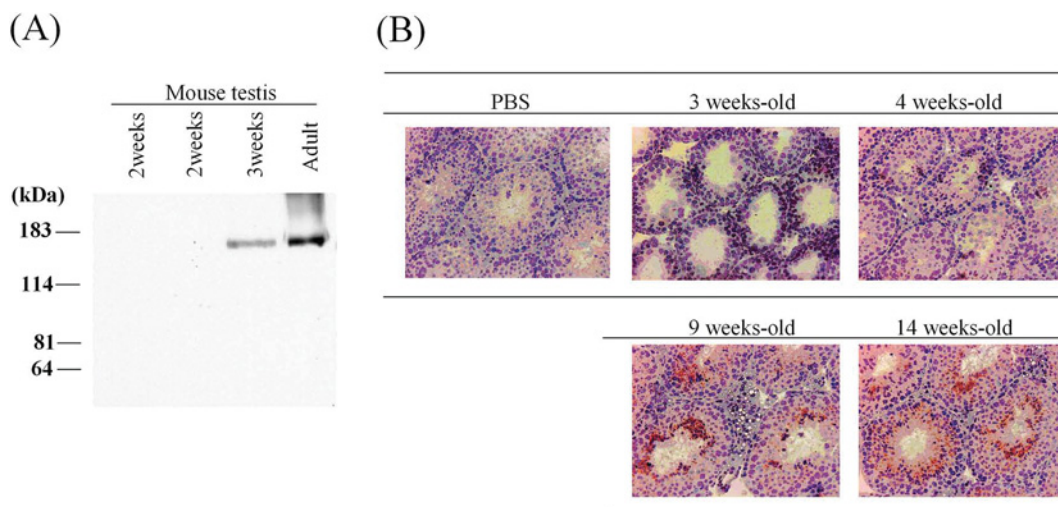 (A)
Mouse testis
2weeks
2weeks
3weeks
Adult
(kDa)
183
114
81
64
(B)
PBS
3 weeks-old
4 weeks-old
9 weeks-old
14 weeks-old